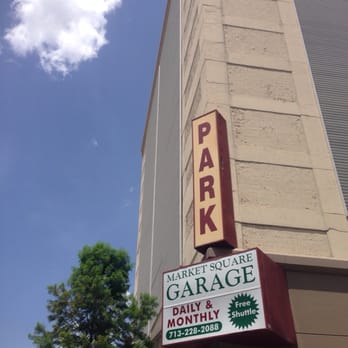 PARK
MARKET SQUARE
GARAGE
DAILY &
MONTHLY
713-228-2088
Free
Shuttle